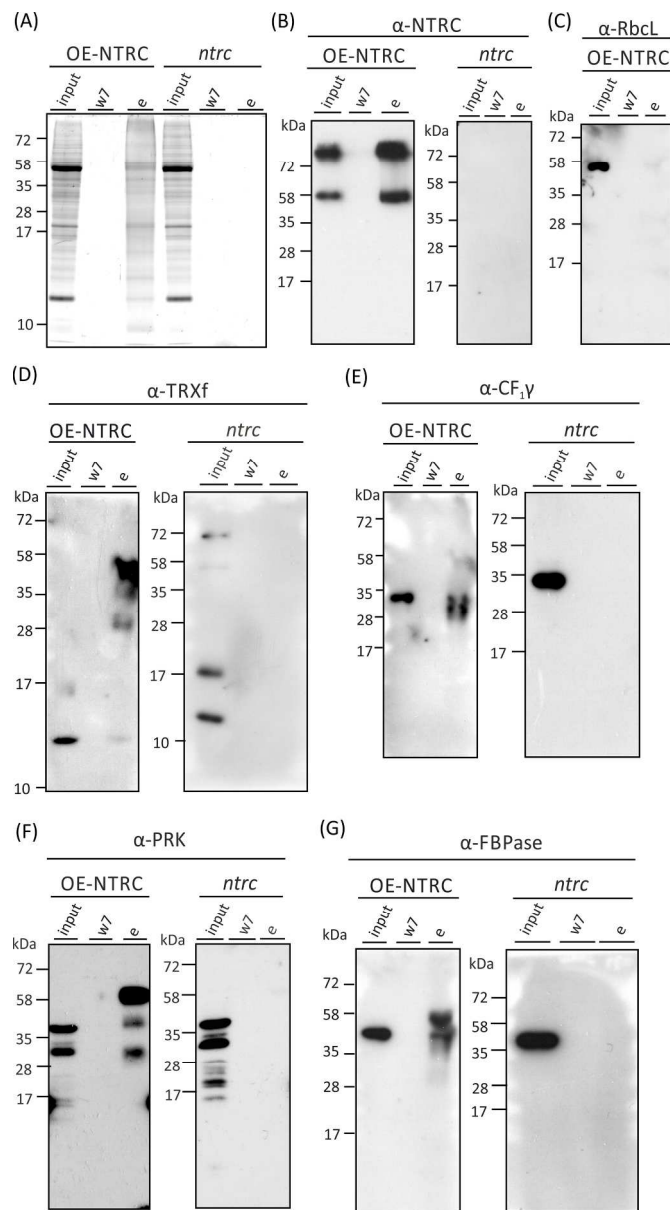 (A)
OE-NTRC ntrc
input w7 e input w7 e
72
58
35
28
17
10
(B)
α-NTRC
OE-NTRC ntrc
input w7 e w7 e
kDa kDa
72 72
58 58
35 35
28 28
17 17
(C)
α-RbcL
OE-NTRC
input w7 e
72
58
35
28
17
(D)
α-TRXf
OE-NTRC ntrc
input w7 e input w7 e
kDa kDa
72 72
58 58
35 35
28 28
17 17
10 10
(E)
α-CF₁γ
OE-NTRC ntrc
input w7 e input w7 e
kDa kDa
72 72
58 58
35 35
28 28
17 17
(F)
α-PRK
OE-NTRC ntrc
input w7 e input w7 e
kDa kDa
72 72
58 58
35 35
28 28
17 17
(G)
α-FBPase
OE-NTRC ntrc
input w7 e input w7 e
kDa kDa
72 72
58 58
35 35
28 28
17 17